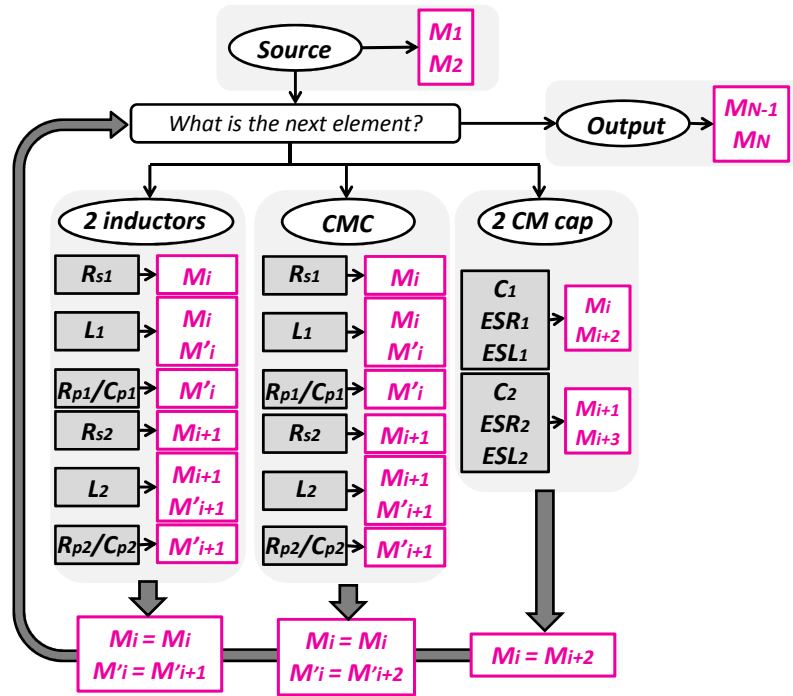 Source
M1
M2
What is the next element?
Output
MN-1
MN
2 inductors
Rs1
Mi
L1
Mi
M'i
Rp1/Cp1
M'i
Rs2
Mi+1
L2
Mi+1
M'i+1
Rp2/Cp2
M'i+1
Mi = Mi
M'i = M'i+1
CMC
Rs1
Mi
L1
Mi
M'i
Rp1/Cp1
M'i
Rs2
Mi+1
L2
Mi+1
M'i+1
Rp2/Cp2
M'i+1
Mi = Mi
M'i = M'i+2
2 CM cap
C1
ESR1
ESL1
Mi
Mi+2
C2
ESR2
ESL2
Mi+1
Mi+3
Mi = Mi+2